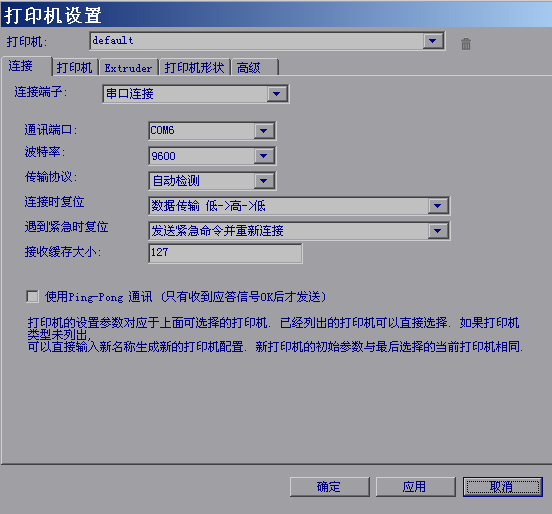 打印机设置
打印机: default
连接 打印机 Extruder 打印机形状 高级
连接端子: 串口连接
通讯端口: COM6
波特率: 9600
传输协议: 自动检测
连接时复位 数据传输 低->高->低
遇到紧急时复位 发送紧急命令并重新连接
接收缓存大小: 127
使用Ping-Pong 通讯 (只有收到应答信号OK后才发送)
打印机的设置参数对应于上面可选择的打印机. 已经列出的打印机可以直接选择. 如果打印机
类型未列出,
可以直接输入新名称生成新的打印机配置. 新打印机的初始参数与最后选择的当前打印机相同.
确定 应用 取消